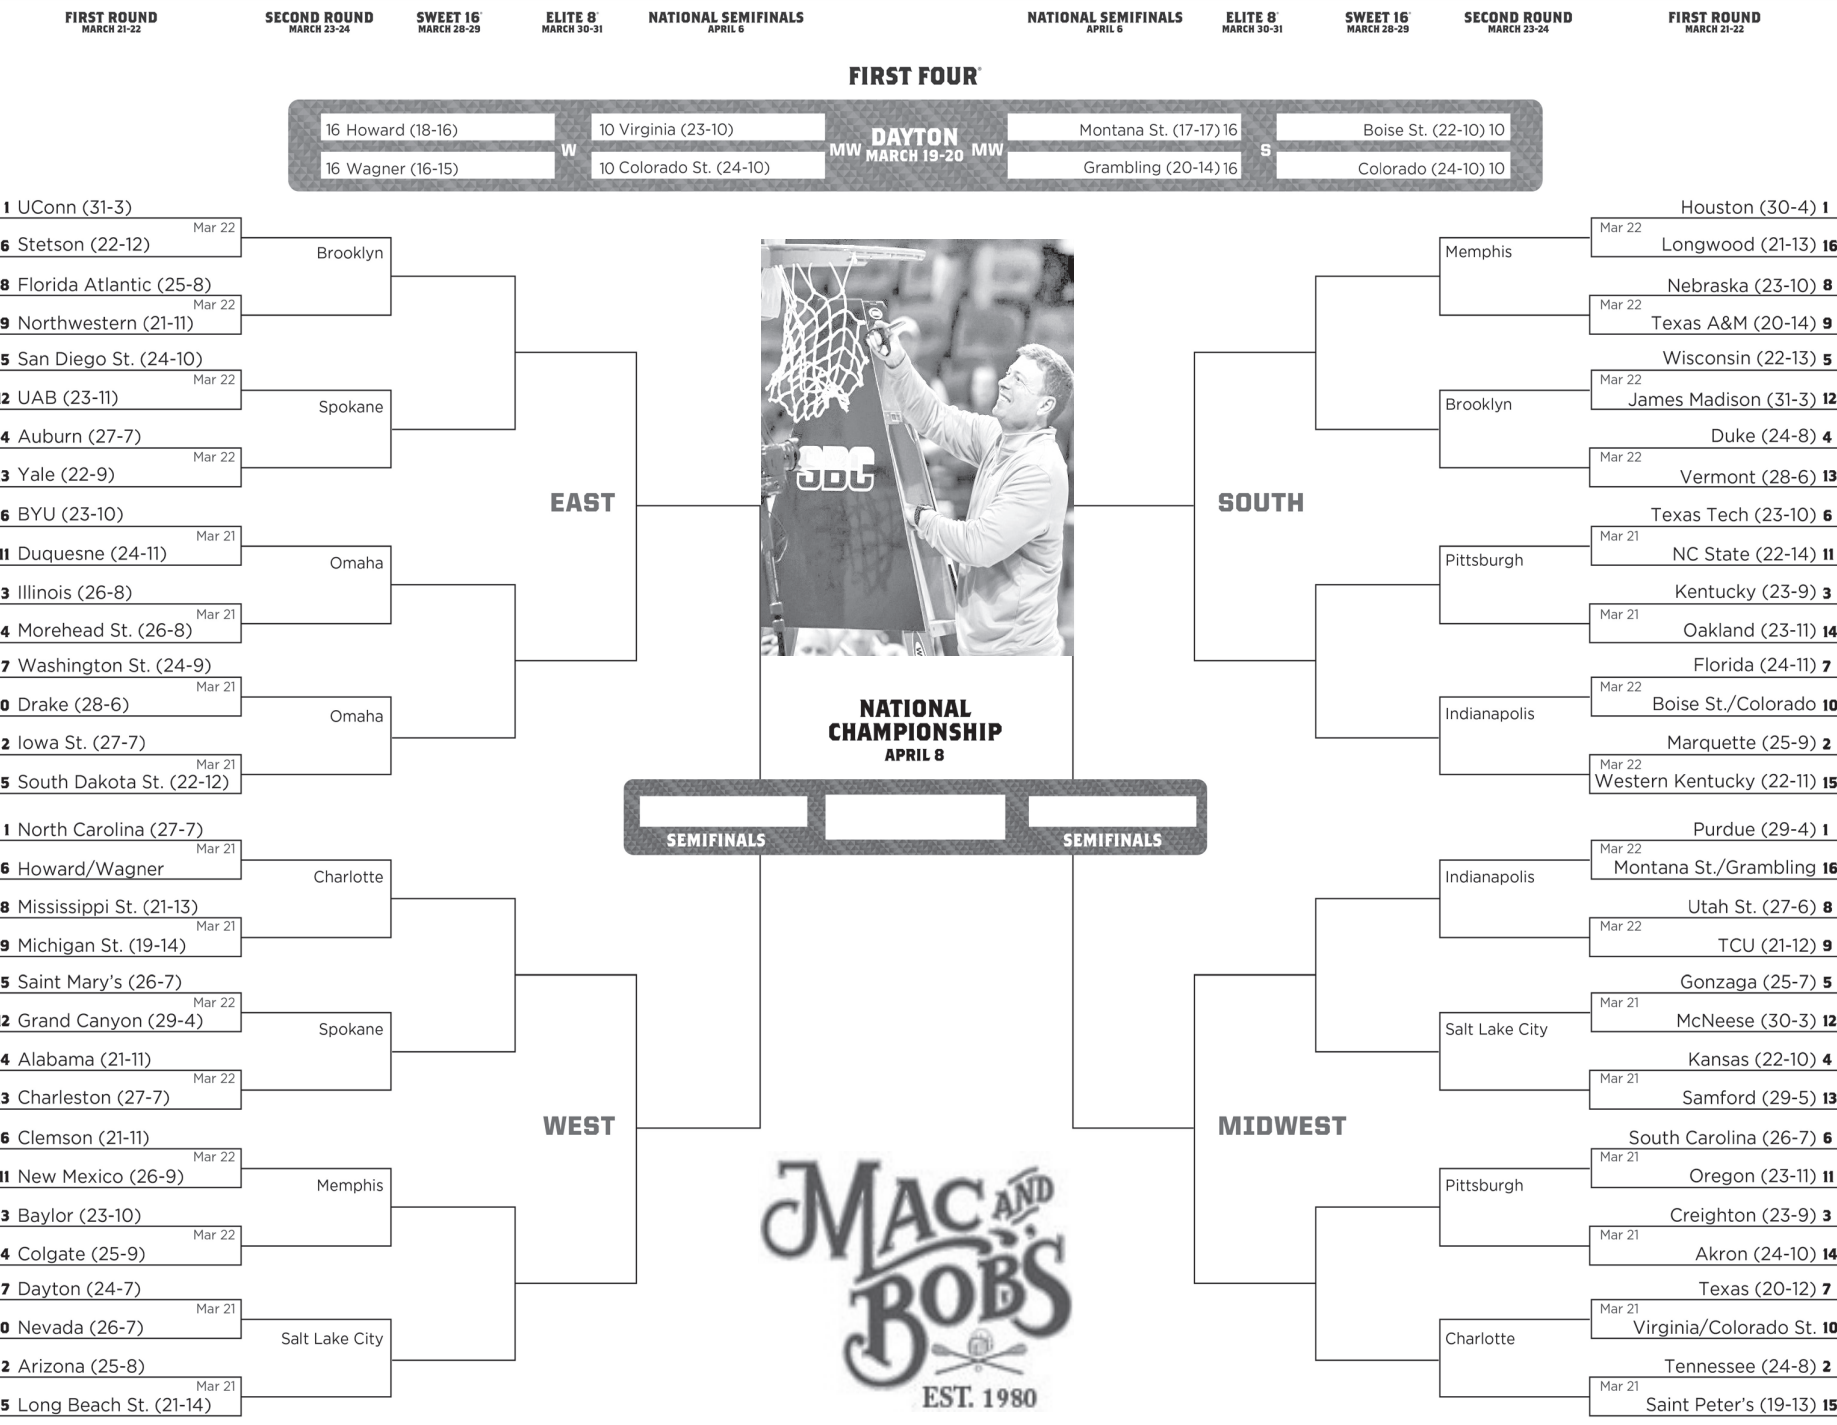 FIRST ROUND
MARCH 21-22
SECOND ROUND
MARCH 23-24
SWEET 16®
MARCH 28-29
ELITE 8®
MARCH 30-31
NATIONAL SEMIFINALS
APRIL 6
NATIONAL SEMIFINALS
APRIL 6
ELITE 8®
MARCH 30-31
SWEET 16®
MARCH 28-29
SECOND ROUND
MARCH 23-24
FIRST ROUND
MARCH 21-22
FIRST FOUR®
16 Howard (18-16)
16 Wagner (16-15)
W
10 Virginia (23-10)
10 Colorado St. (24-10)
MW
DAYTON
MARCH 19-20
MW
Montana St. (17-17) 16
Grambling (20-14) 16
S
Boise St. (22-10) 10
Colorado (24-10) 10
1 UConn (31-3)
Mar 22
6 Stetson (22-12)
Brooklyn
8 Florida Atlantic (25-8)
Mar 22
9 Northwestern (21-11)
5 San Diego St. (24-10)
Mar 22
12 UAB (23-11)
Spokane
4 Auburn (27-7)
Mar 22
3 Yale (22-9)
EAST
6 BYU (23-10)
Mar 21
11 Duquesne (24-11)
Omaha
3 Illinois (26-8)
Mar 21
4 Morehead St. (26-8)
7 Washington St. (24-9)
Mar 21
0 Drake (28-6)
Omaha
2 Iowa St. (27-7)
Mar 21
5 South Dakota St. (22-12)
1 North Carolina (27-7)
Mar 21
6 Howard/Wagner
Charlotte
8 Mississippi St. (21-13)
Mar 21
9 Michigan St. (19-14)
5 Saint Mary's (26-7)
Mar 22
12 Grand Canyon (29-4)
Spokane
4 Alabama (21-11)
Mar 22
3 Charleston (27-7)
WEST
6 Clemson (21-11)
Mar 22
11 New Mexico (26-9)
Memphis
3 Baylor (23-10)
Mar 22
4 Colgate (25-9)
7 Dayton (24-7)
Mar 21
0 Nevada (26-7)
Salt Lake City
2 Arizona (25-8)
Mar 21
5 Long Beach St. (21-14)
SBC
NATIONAL
CHAMPIONSHIP
APRIL 8
SEMIFINALS
SEMIFINALS
MAC AND
BOB'S
EST. 1980
Houston (30-4) 1
Mar 22
Longwood (21-13) 16
Memphis
Nebraska (23-10) 8
Mar 22
Texas A&M (20-14) 9
Wisconsin (22-13) 5
Mar 22
James Madison (31-3) 12
Brooklyn
Duke (24-8) 4
Mar 22
Vermont (28-6) 13
SOUTH
Texas Tech (23-10) 6
Mar 21
NC State (22-14) 11
Pittsburgh
Kentucky (23-9) 3
Mar 21
Oakland (23-11) 14
Florida (24-11) 7
Mar 22
Boise St./Colorado 10
Indianapolis
Marquette (25-9) 2
Mar 22
Western Kentucky (22-11) 15
Purdue (29-4) 1
Mar 22
Montana St./Grambling 16
Indianapolis
Utah St. (27-6) 8
Mar 22
TCU (21-12) 9
Gonzaga (25-7) 5
Mar 21
McNeese (30-3) 12
Salt Lake City
Kansas (22-10) 4
Mar 21
Samford (29-5) 13
MIDWEST
South Carolina (26-7) 6
Mar 21
Oregon (23-11) 11
Pittsburgh
Creighton (23-9) 3
Mar 21
Akron (24-10) 14
Texas (20-12) 7
Mar 21
Virginia/Colorado St. 10
Charlotte
Tennessee (24-8) 2
Mar 21
Saint Peter's (19-13) 15